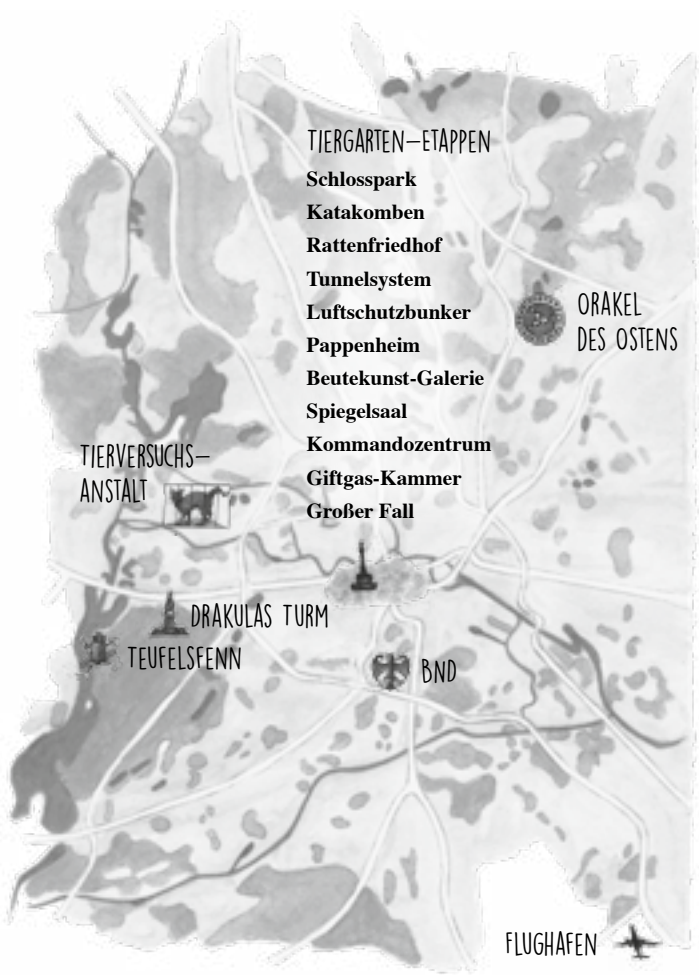 TIERGARTEN-ETAPPEN
Schlosspark
Katakomben
Rattenfriedhof
Tunnelsystem
Luftschutzbunker
Pappenheim
Beutekunst-Galerie
Spiegelsaal
Kommandozentrum
Giftgas-Kammer
Großer Fall
ORAKEL
DES OSTENS
TIERVERSUCHS-
ANSTALT
DRAKULAS TURM
TEUFELSFENN
BND
FLUGHAFEN